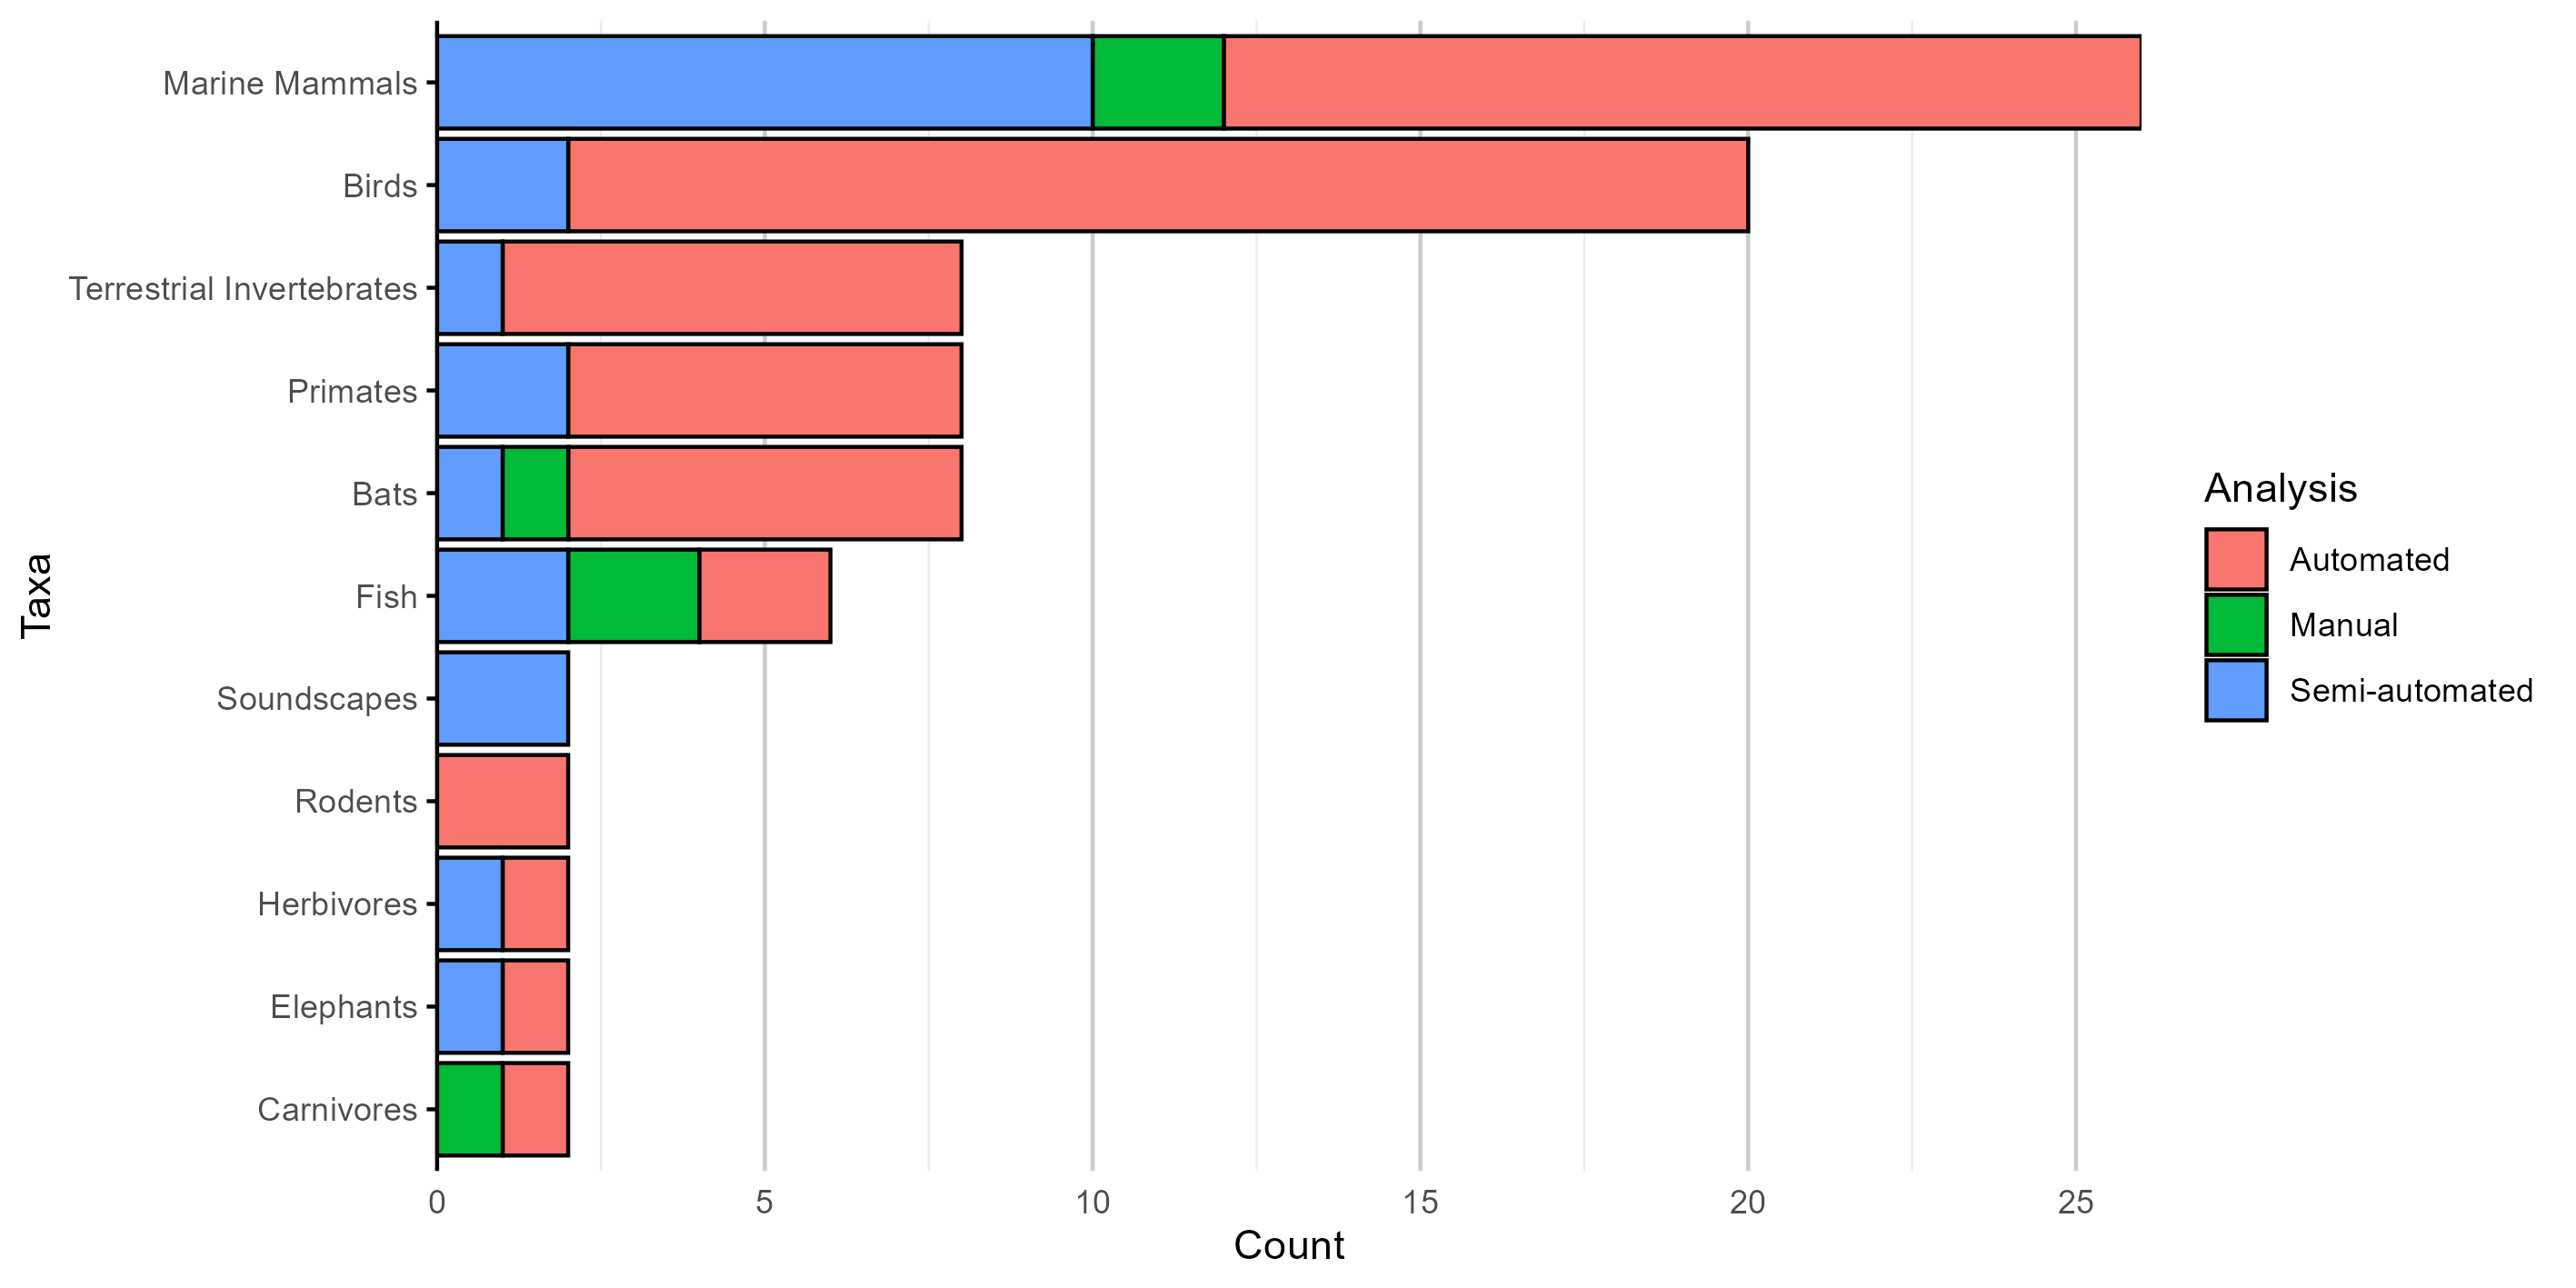 Marine Mammals
Birds
Terrestrial Invertebrates
Primates
Bats
Fish
Soundscapes
Rodents
Herbivores
Elephants
Carnivores
Taxa
0 5 10 15 20 25
Count
Analysis
Automated
Manual
Semi-automated